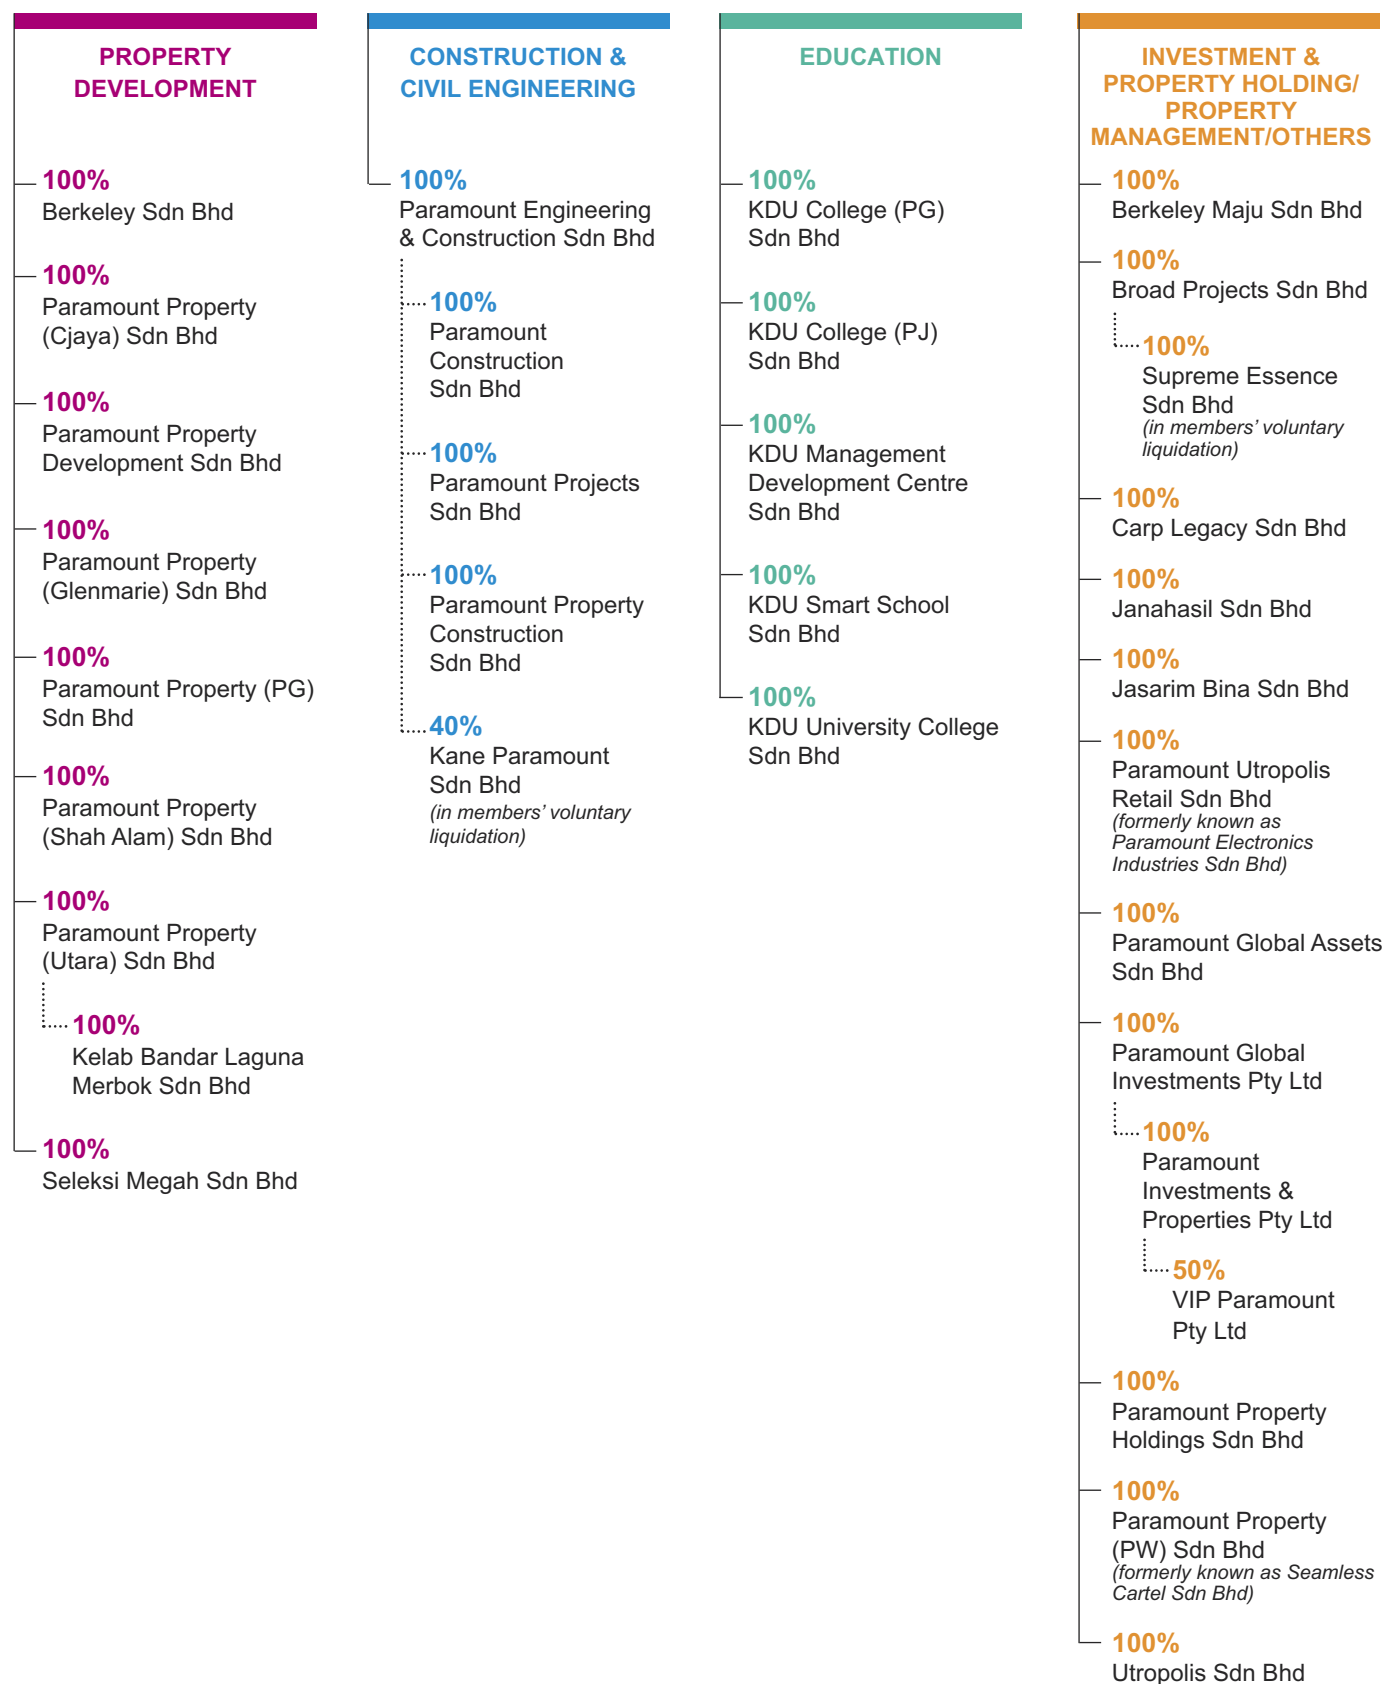 PROPERTY
DEVELOPMENT
100%
Berkeley Sdn Bhd
100%
Paramount Property
(Cjaya) Sdn Bhd
100%
Paramount Property
Development Sdn Bhd
100%
Paramount Property
(Glenmarie) Sdn Bhd
100%
Paramount Property (PG)
Sdn Bhd
100%
Paramount Property
(Shah Alam) Sdn Bhd
100%
Paramount Property
(Utara) Sdn Bhd
100%
Kelab Bandar Laguna
Merbok Sdn Bhd
100%
Seleksi Megah Sdn Bhd
CONSTRUCTION &
CIVIL ENGINEERING
100%
Paramount Engineering
& Construction Sdn Bhd
100%
Paramount
Construction
Sdn Bhd
100%
Paramount Projects
Sdn Bhd
100%
Paramount Property
Construction
Sdn Bhd
40%
Kane Paramount
Sdn Bhd
(in members’ voluntary
liquidation)
EDUCATION
100%
KDU College (PG)
Sdn Bhd
100%
KDU College (PJ)
Sdn Bhd
100%
KDU Management
Development Centre
Sdn Bhd
100%
KDU Smart School
Sdn Bhd
100%
KDU University College
Sdn Bhd
INVESTMENT &
PROPERTY HOLDING/
PROPERTY
MANAGEMENT/OTHERS
100%
Berkeley Maju Sdn Bhd
100%
Broad Projects Sdn Bhd
100%
Supreme Essence
Sdn Bhd
(in members’ voluntary
liquidation)
100%
Carp Legacy Sdn Bhd
100%
Janahasil Sdn Bhd
100%
Jasarim Bina Sdn Bhd
100%
Paramount Utropolis
Retail Sdn Bhd
(formerly known as
Paramount Electronics
Industries Sdn Bhd)
100%
Paramount Global Assets
Sdn Bhd
100%
Paramount Global
Investments Pty Ltd
100%
Paramount
Investments &
Properties Pty Ltd
50%
VIP Paramount
Pty Ltd
100%
Paramount Property
Holdings Sdn Bhd
100%
Paramount Property
(PW) Sdn Bhd
(formerly known as Seamless
Cartel Sdn Bhd)
100%
Utropolis Sdn Bhd